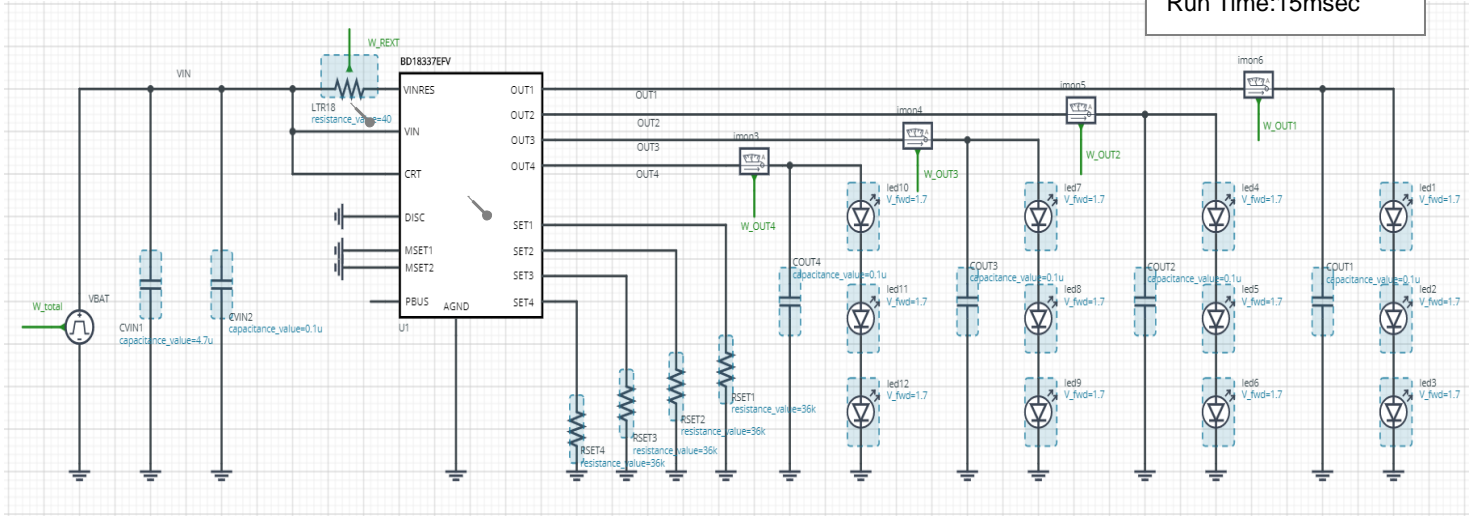 Run Time:15msec
W_REXT
BD18337EFV
VIN
LTR18
resistance_value=40
VINRES
VIN
CRT
DISC
MSET1
MSET2
PBUS
AGND
U1
OUT1
OUT2
OUT3
OUT4
SET1
SET2
SET3
SET4
OUT1
OUT2
OUT3
OUT4
imon3
imon4
imon5
imon6
W_OUT4
W_OUT3
W_OUT2
W_OUT1
W_total
VBAT
CVIN1
capacitance_value=4.7u
CVIN2
capacitance_value=0.1u
RSET1
resistance_value=36k
RSET2
resistance_value=36k
RSET3
resistance_value=36k
RSET4
resistance_value=36k
COUT4
capacitance_value=0.1u
COUT3
capacitance_value=0.1u
COUT2
capacitance_value=0.1u
COUT1
capacitance_value=0.1u
led10
V_fwd=1.7
led11
V_fwd=1.7
led12
V_fwd=1.7
led7
V_fwd=1.7
led8
V_fwd=1.7
led9
V_fwd=1.7
led4
V_fwd=1.7
led5
V_fwd=1.7
led6
V_fwd=1.7
led1
V_fwd=1.7
led2
V_fwd=1.7
led3
V_fwd=1.7